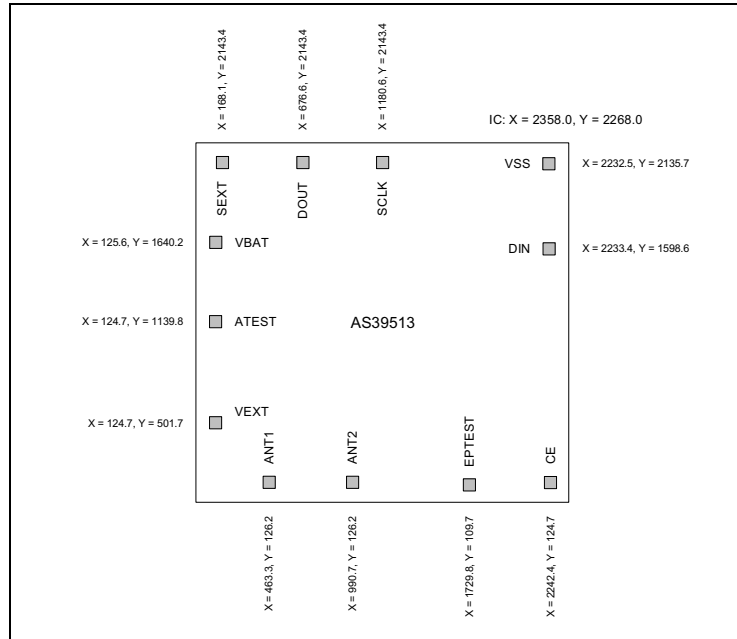 X = 168.1, Y = 2143.4
X = 676.6, Y = 2143.4
X = 1180.6, Y = 2143.4
IC: X = 2358.0, Y = 2268.0
SEXT
DOUT
SCLK
VSS
X = 2232.5, Y = 2135.7
X = 125.6, Y = 1640.2
VBAT
DIN
X = 2233.4, Y = 1598.6
X = 124.7, Y = 1139.8
ATEST
AS39513
X = 124.7, Y = 501.7
VEXT
ANT1
ANT2
EPTEST
CE
X = 463.3, Y = 126.2
X = 990.7, Y = 126.2
X = 1729.8, Y = 109.7
X = 2242.4, Y = 124.7